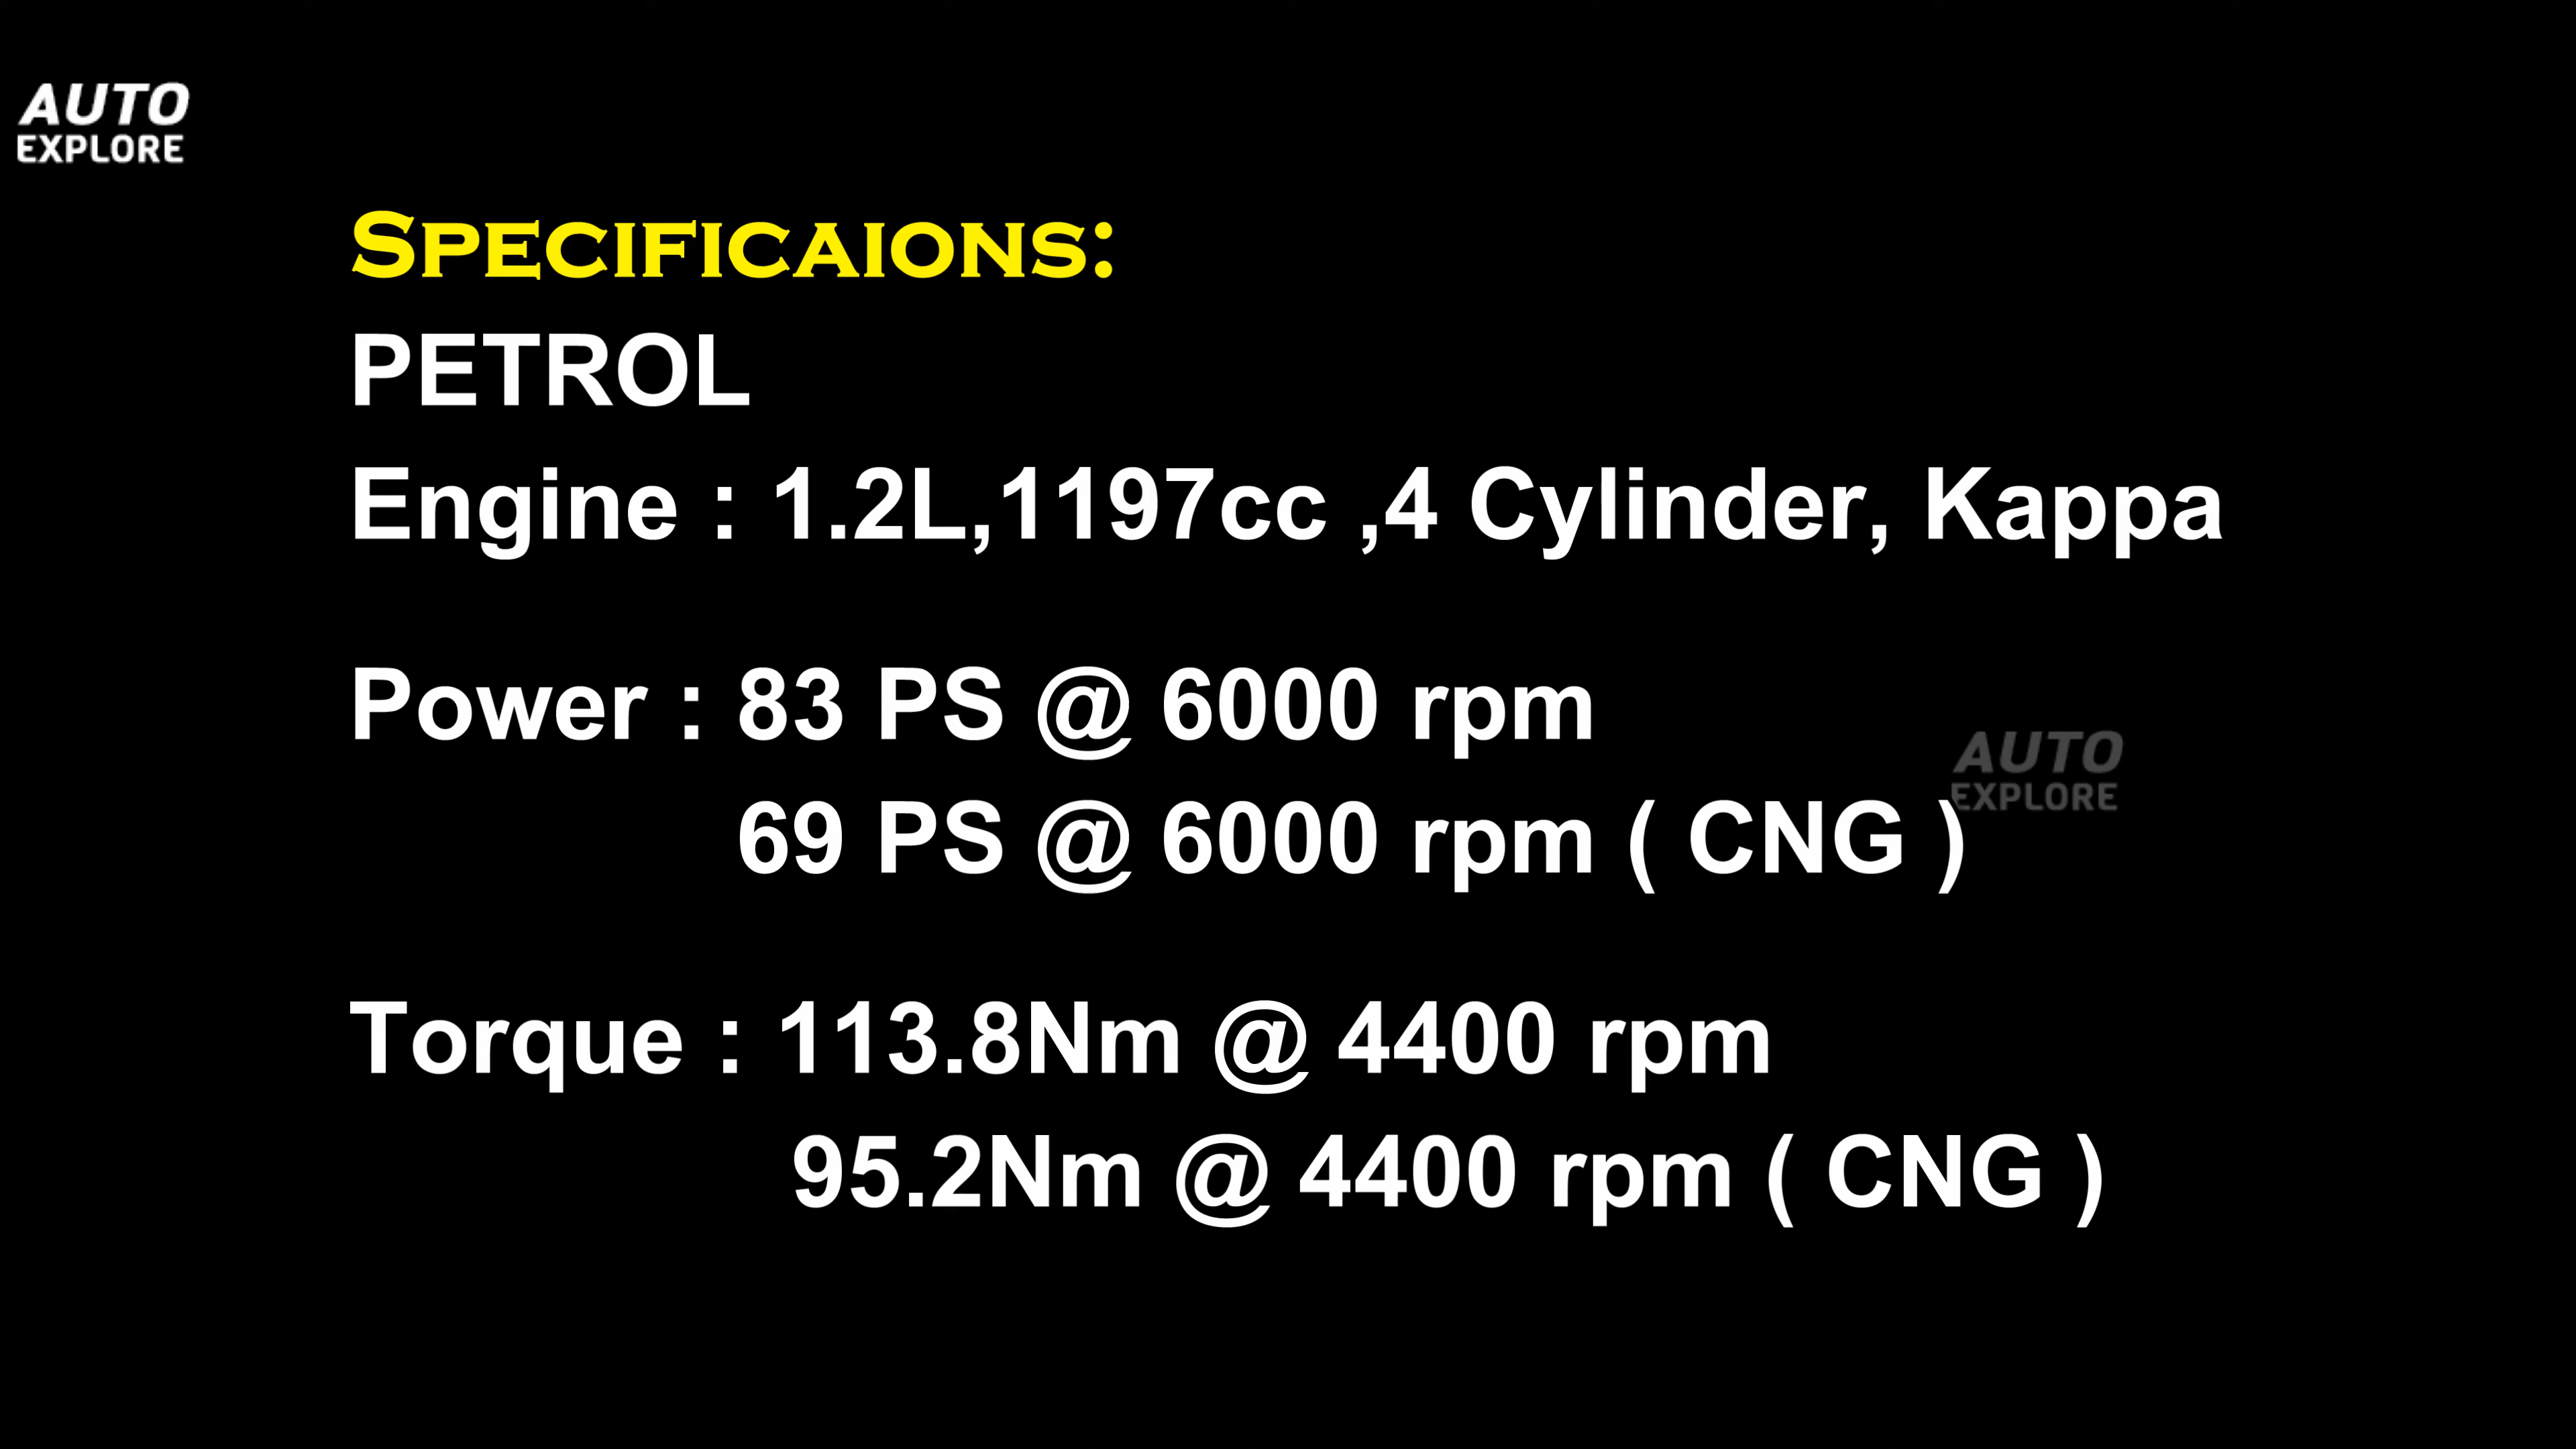 AUTO
EXPLORE
SPECIFICAIONS:
PETROL
Engine : 1.2L,1197cc ,4 Cylinder, Kappa
Power : 83 PS @ 6000 rpm
AUTO
EXPLORE
69 PS @ 6000 rpm ( CNG )
Torque : 113.8Nm @ 4400 rpm
95.2Nm @ 4400 rpm ( CNG )